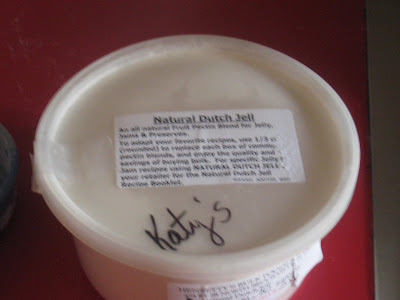 Natural Dutch Jell
An all natural Fruit Pectin Blend for Jelly,
Jams & Preserves.
To adapt your favorite recipes, use 1/3 c
(rounded) to replace each box of comm.
pectin blends, and enjoy the quality and
savings of buying bulk. For specific Jelly
Jam recipes using NATURAL DUTCH JELL
your retailer for the Natural Dutch Jell
Recipe Booklet.
Katy's